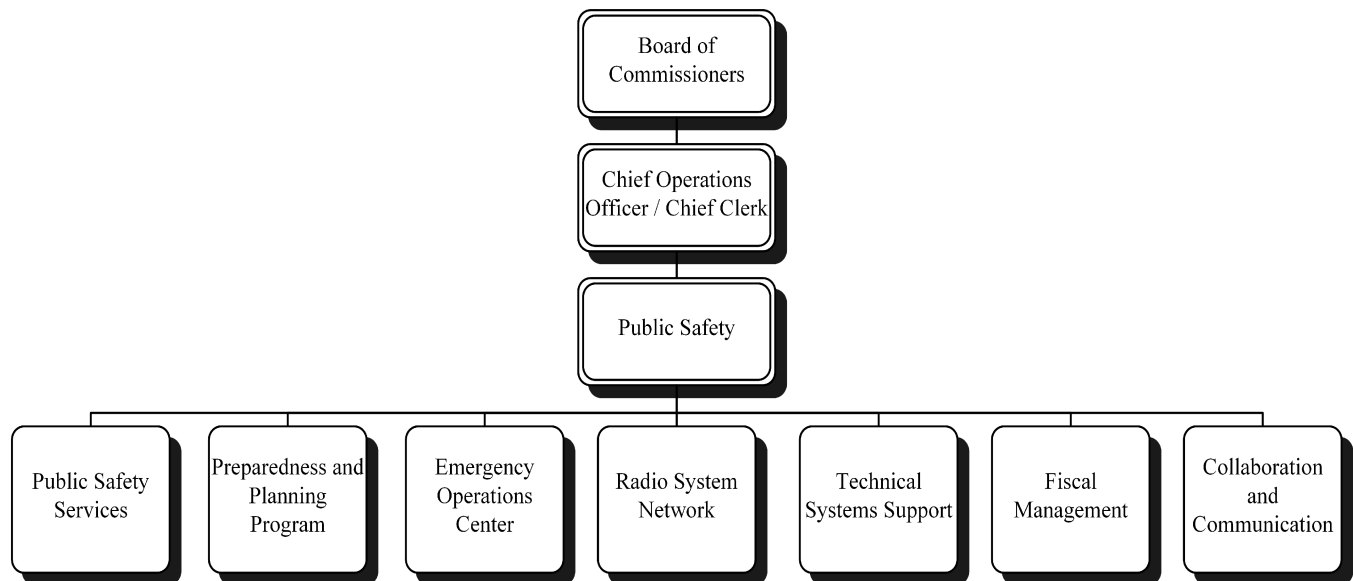 Board of
Commissioners
Chief Operations
Officer / Chief Clerk
Public Safety
Public Safety
Services
Preparedness and
Planning
Program
Emergency
Operations
Center
Radio System
Network
Technical
Systems Support
Fiscal
Management
Collaboration
and
Communication